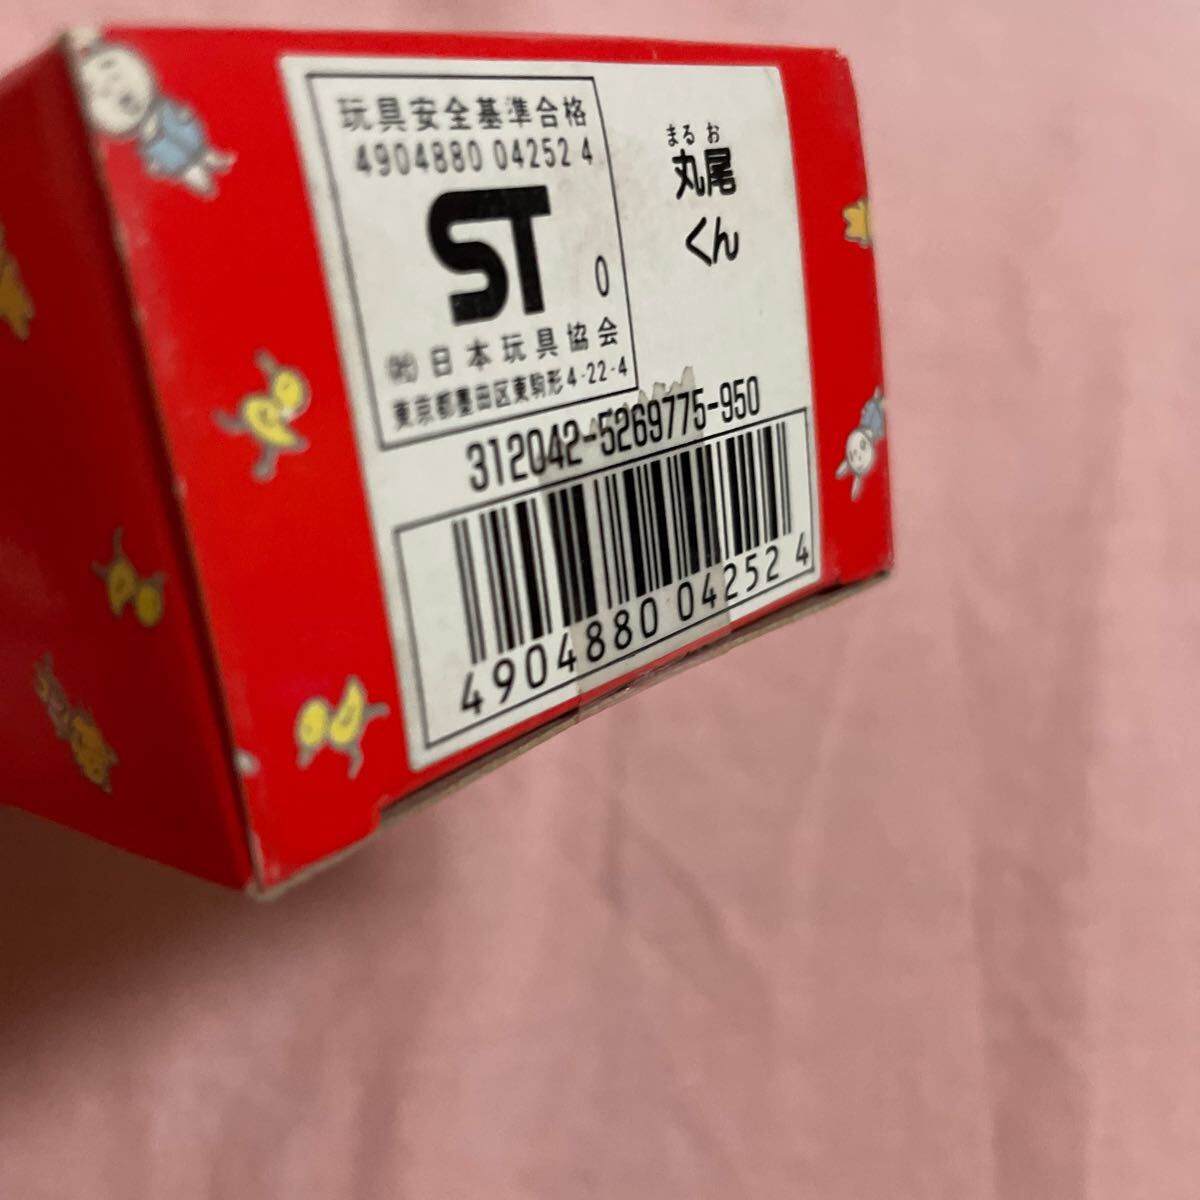 玩具安全基準合格
4904880 04252 4
ST
0
㈳日本玩具協会
東京都墨田区東駒形4-22-4
まる お
丸尾
くん
312042-5269775-950
4904880 04252 4